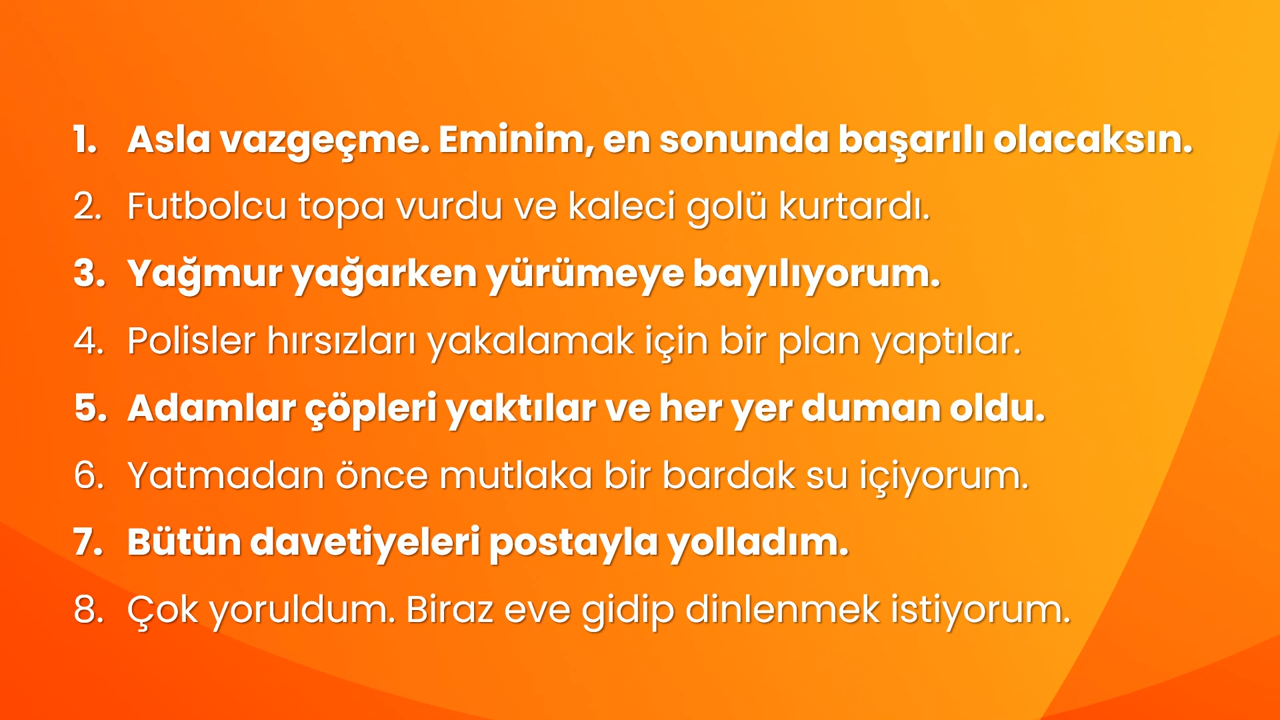 1. Asla vazgeçme. Eminim, en sonunda başarılı olacaksın.
2. Futbolcu topa vurdu ve kaleci golü kurtardı.
3. Yağmur yağarken yürümeye bayılıyorum.
4. Polisler hırsızları yakalamak için bir plan yaptılar.
5. Adamlar çöpleri yaktılar ve her yer duman oldu.
6. Yatmadan önce mutlaka bir bardak su içiyorum.
7. Bütün davetiyeleri postayla yolladım.
8. Çok yoruldum. Biraz eve gidip dinlenmek istiyorum.